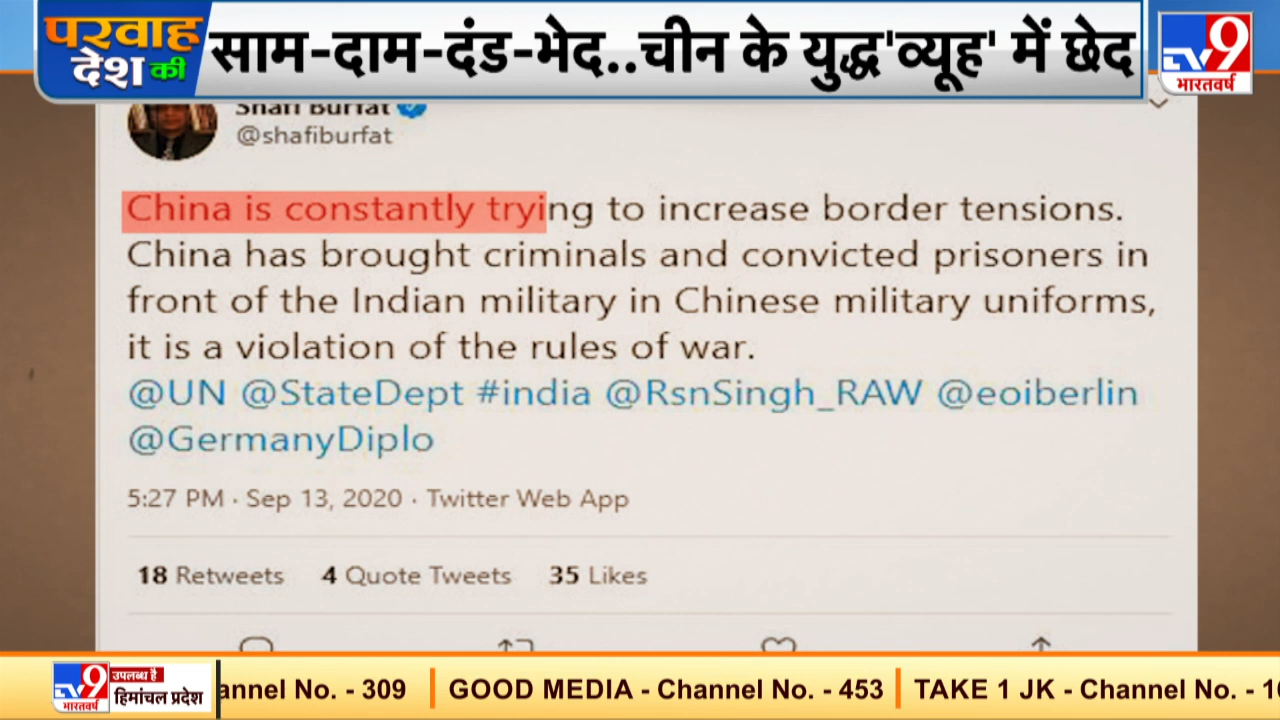 परवाह देश की
साम-दाम-दंड-भेद..चीन के युद्ध'व्यूह' में छेद
TV9
भारतवर्ष
Shafi Burfat
@shafiburfat
China is constantly trying to increase border tensions.
China has brought criminals and convicted prisoners in
front of the Indian military in Chinese military uniforms,
it is a violation of the rules of war.
@UN @StateDept #india @RsnSingh_RAW @eoiberlin
@GermanyDiplo
5:27 PM · Sep 13, 2020 · Twitter Web App
18 Retweets 4 Quote Tweets 35 Likes
TV9
भारतवर्ष
उपलब्ध है
हिमांचल प्रदेश
annel No. - 309 | GOOD MEDIA - Channel No. - 453 | TAKE 1 JK - Channel No. -